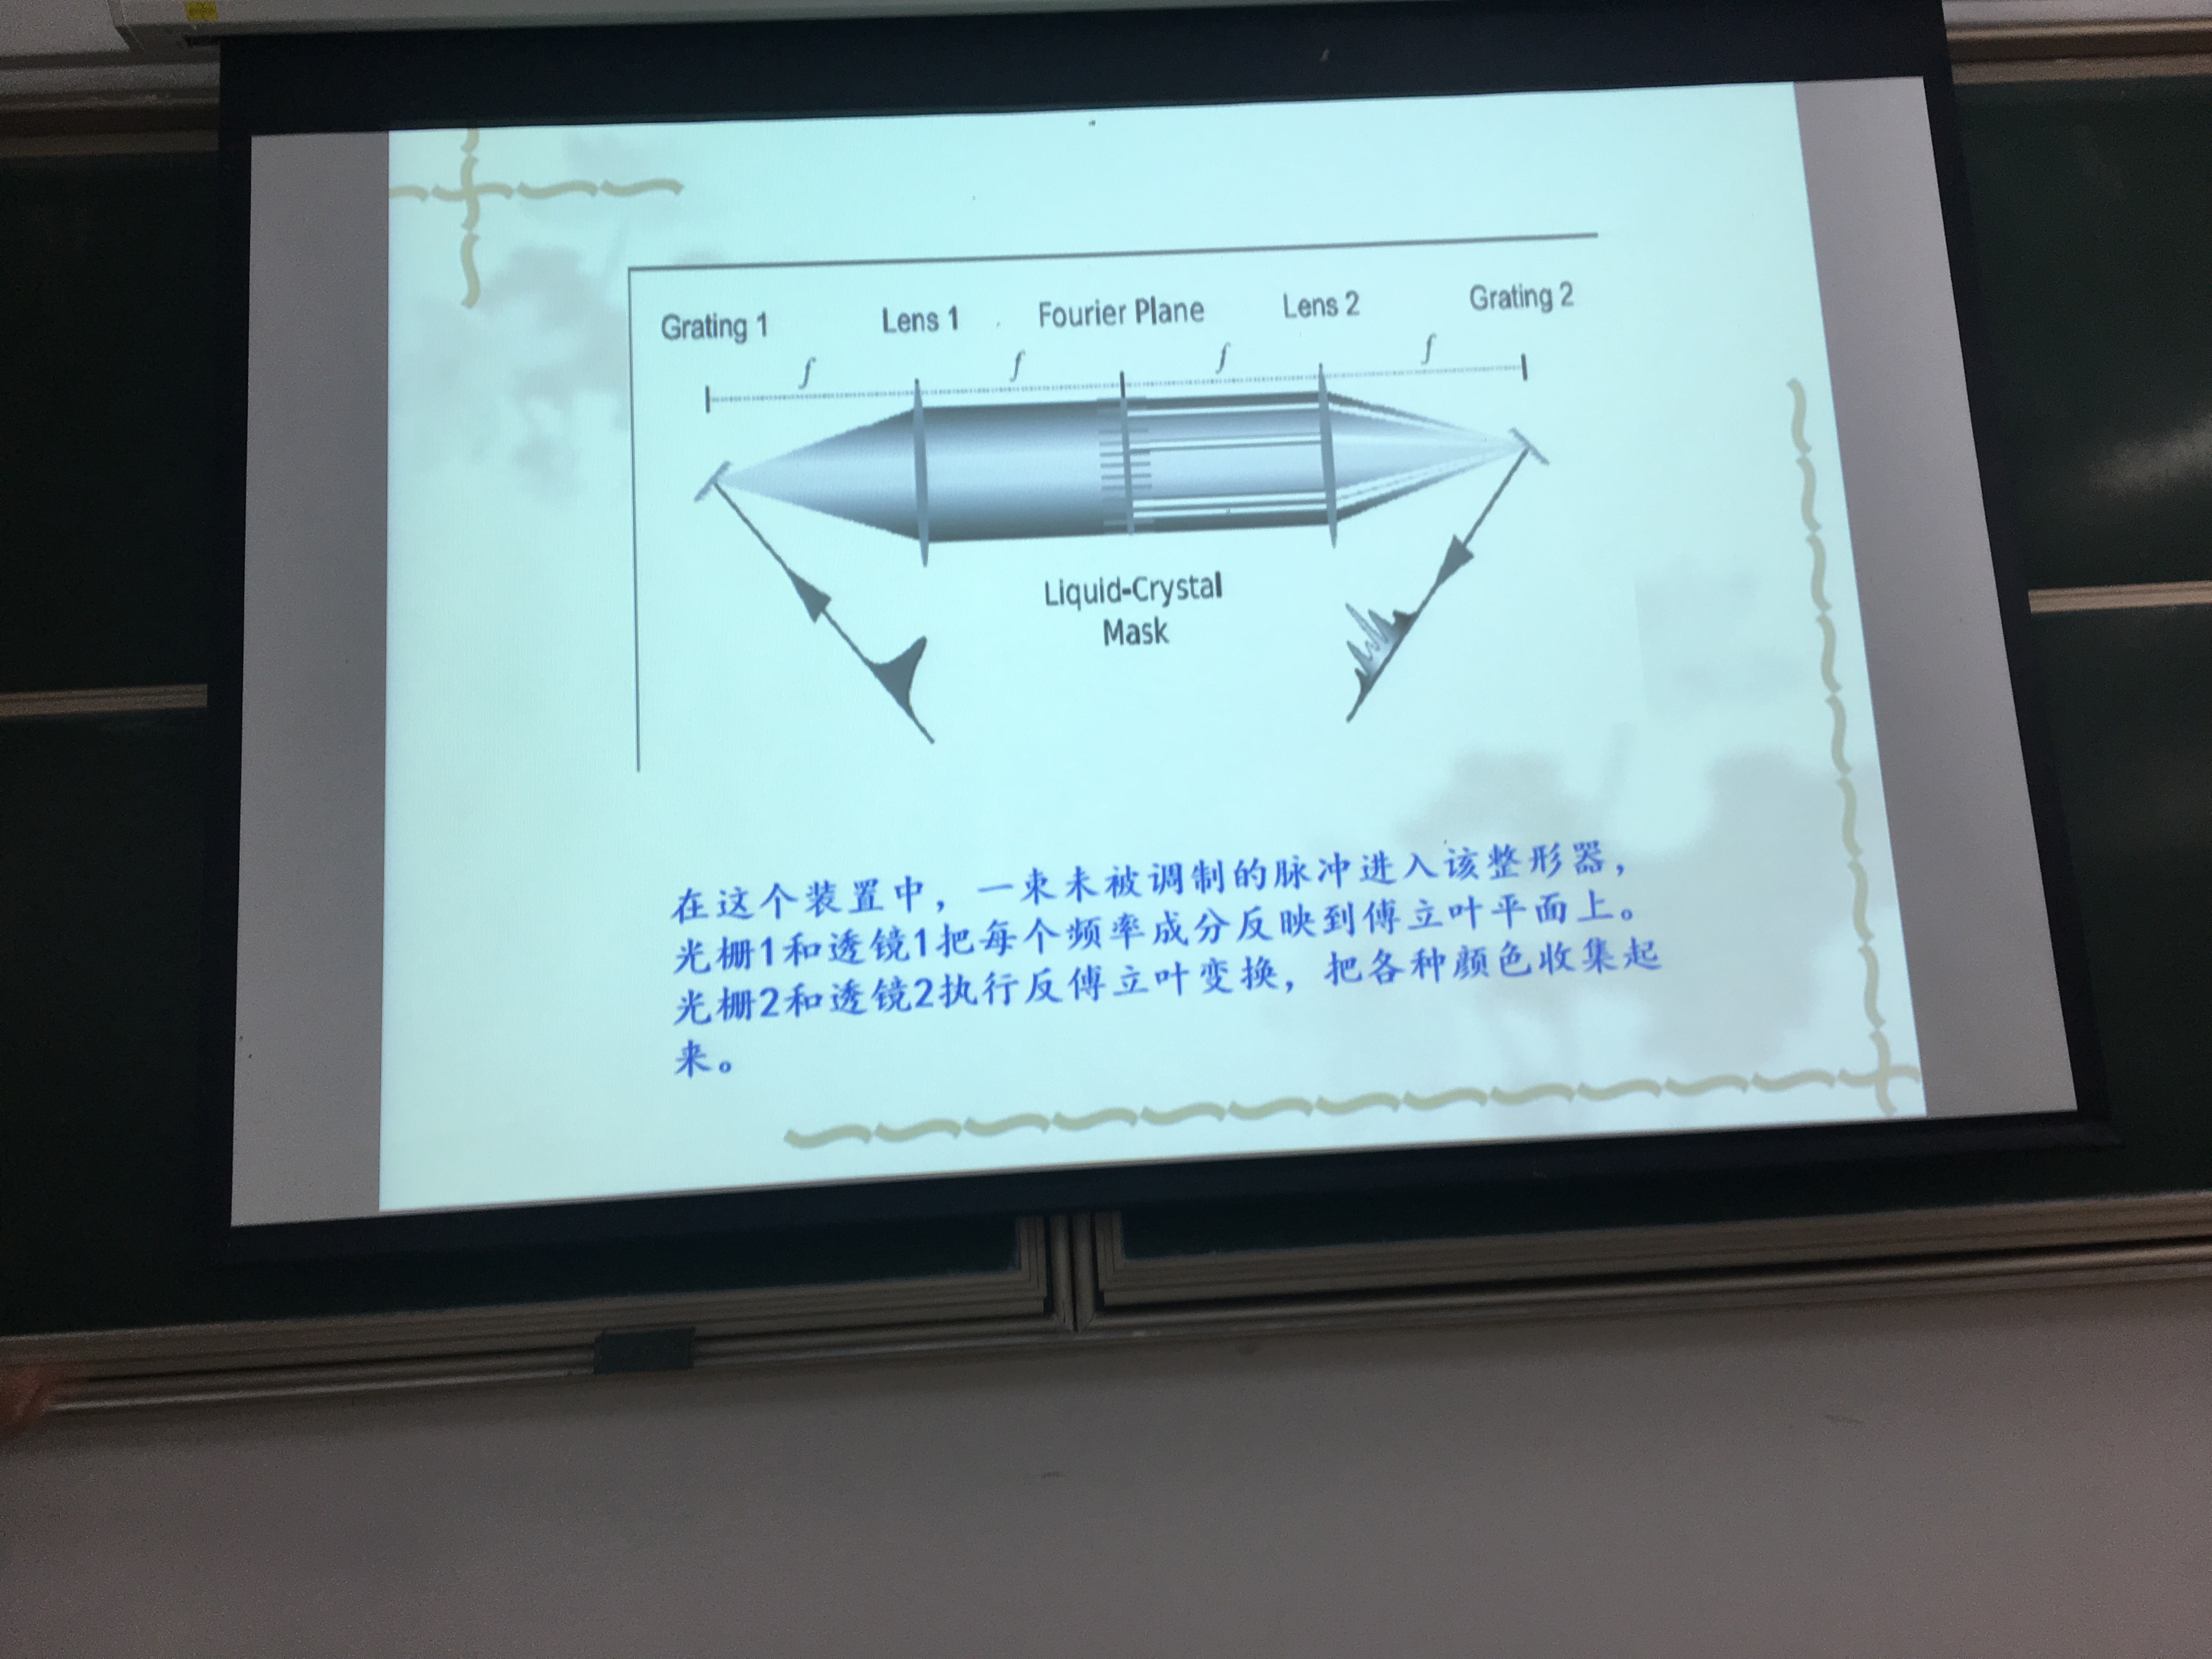 Grating 1 Lens 1 Fourier Plane Lens 2 Grating 2
f f f f
Liquid-Crystal
Mask
在这个装置中，一束未被调制的脉冲进入该整形器，
光栅1和透镜1把每个频率成分反映到傅立叶平面上。
光栅2和透镜2执行反傅立叶变换，把各种颜色收集起
来。